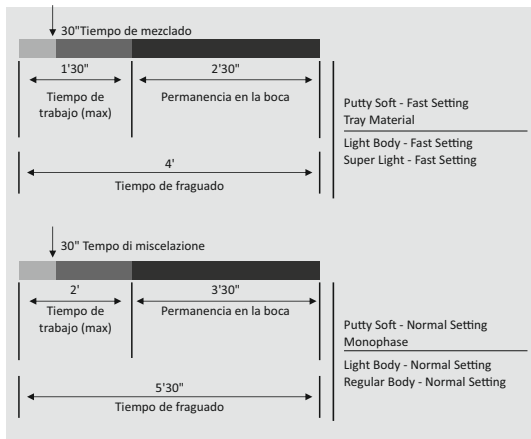 30"Tiempo de mezclado
1'30"
2'30"
Tiempo de
trabajo (max)
Permanencia en la boca
4'
Tiempo de fraguado
Putty Soft - Fast Setting
Tray Material
Light Body - Fast Setting
Super Light - Fast Setting
30" Tempo di miscelazione
2'
3'30"
Tiempo de
trabajo (max)
Permanencia en la boca
5'30"
Tiempo de fraguado
Putty Soft - Normal Setting
Monophase
Light Body - Normal Setting
Regular Body - Normal Setting